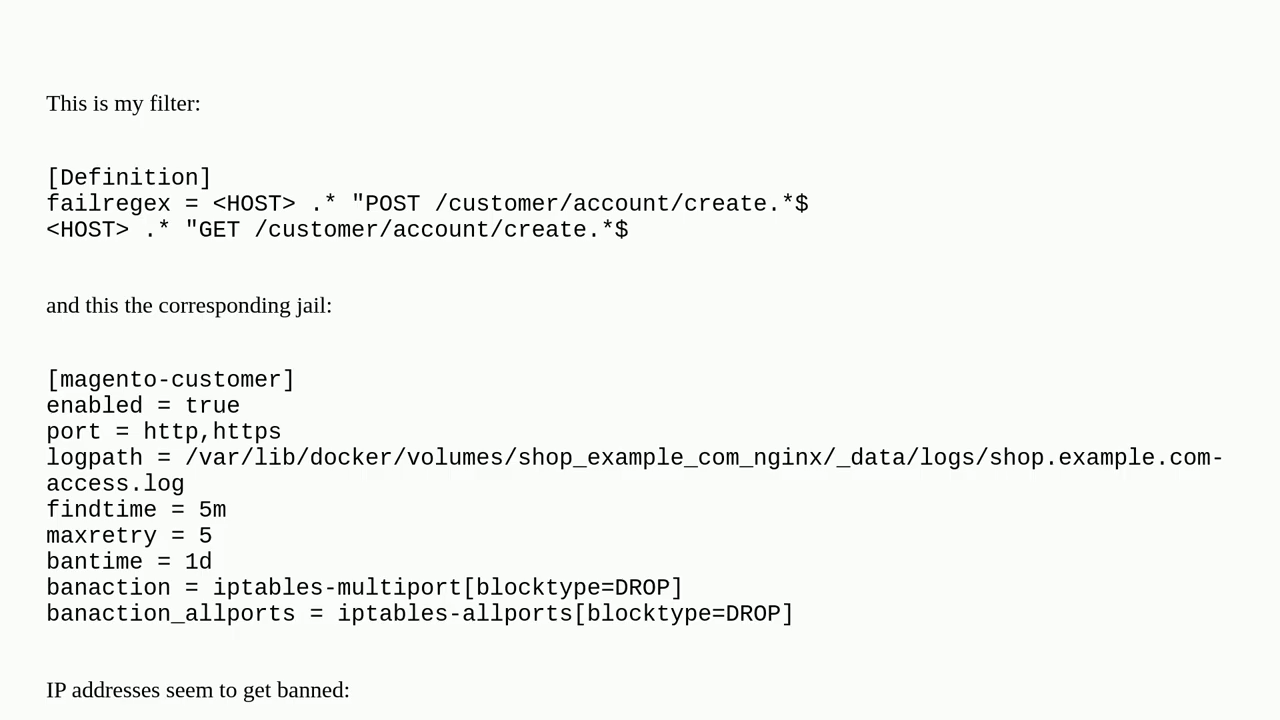 This is my filter:
[Definition]
failregex = <HOST> .* "POST /customer/account/create.*$
<HOST> .* "GET /customer/account/create.*$
and this the corresponding jail:
[magento-customer]
enabled = true
port = http,https
logpath = /var/lib/docker/volumes/shop_example_com_nginx/_data/logs/shop.example.com-
access.log
findtime = 5m
maxretry = 5
bantime = 1d
banaction = iptables-multiport[blocktype=DROP]
banaction_allports = iptables-allports[blocktype=DROP]
IP addresses seem to get banned: